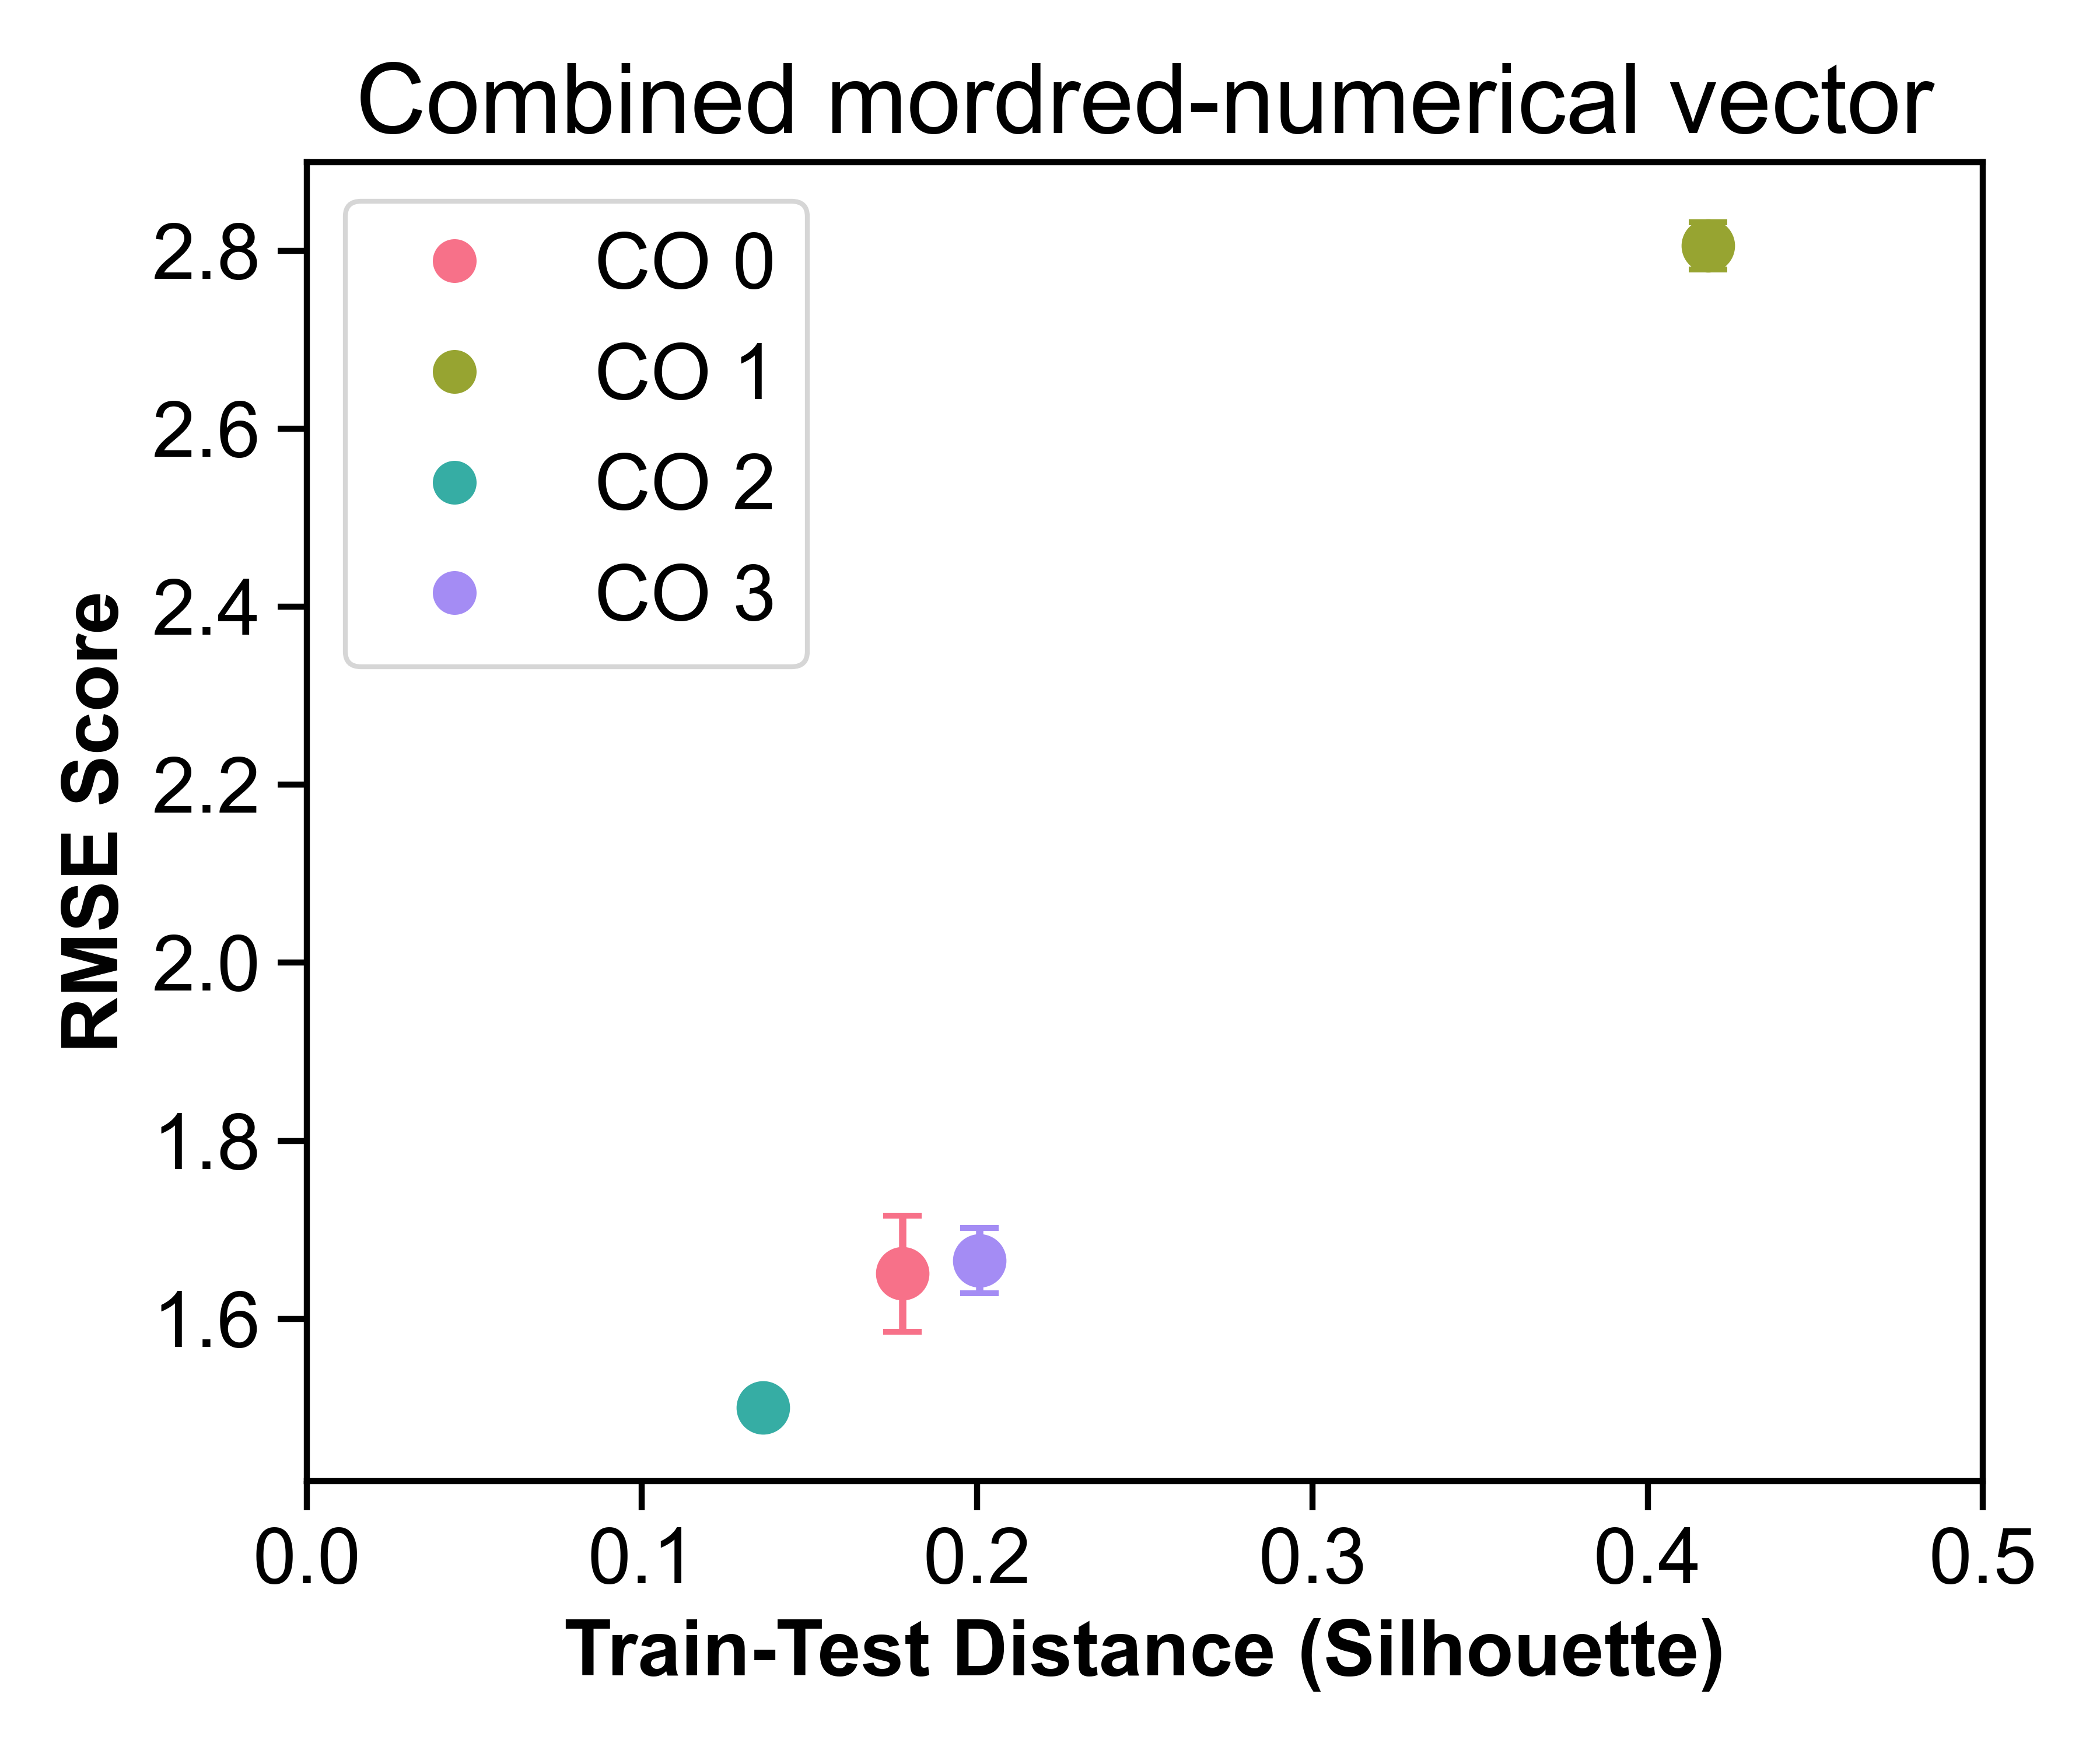 Combined mordred-numerical vector
CO 0
CO 1
CO 2
CO 3
2.8
2.6
2.4
2.2
2.0
1.8
1.6
RMSE Score
0.0 0.1 0.2 0.3 0.4 0.5
Train-Test Distance (Silhouette)